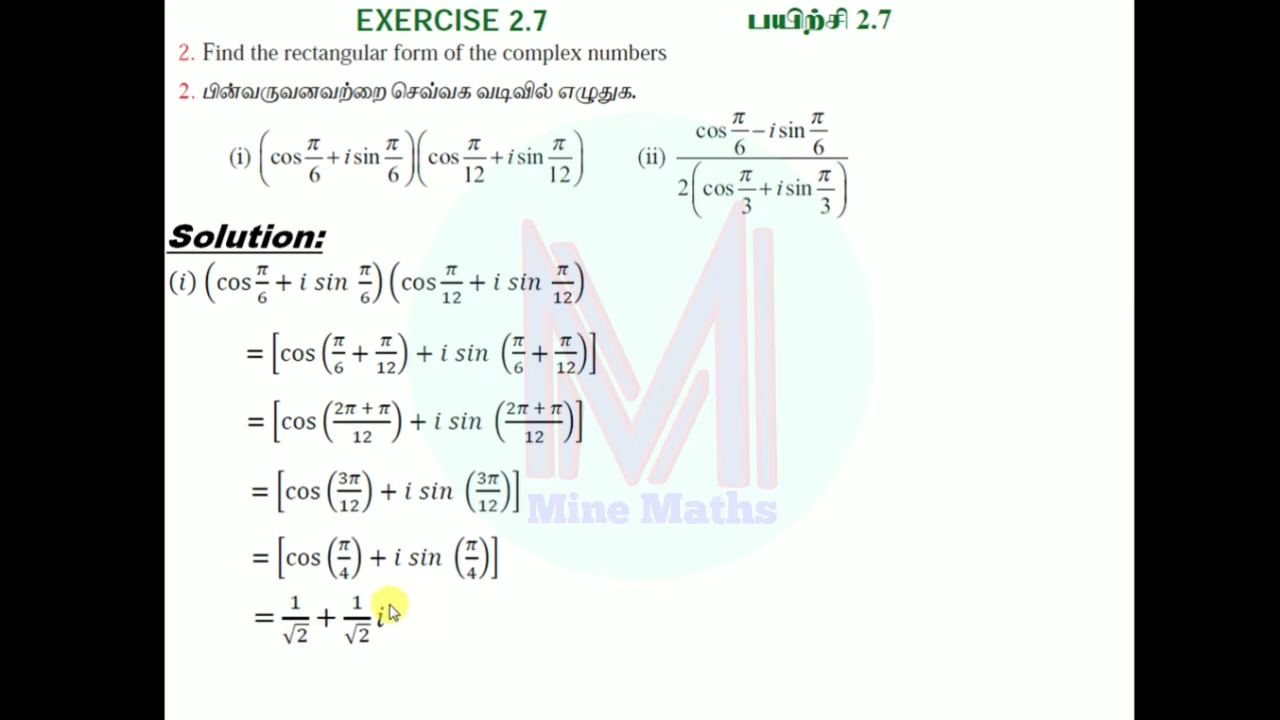 EXERCISE 2.7 பயிற்சி 2.7
2. Find the rectangular form of the complex numbers
2. பின்வருவனவற்றை செவ்வக வடிவில் எழுதுக.
(i) (cos π/6 + i sin π/6)(cos π/12 + i sin π/12) (ii) (cos π/6 − i sin π/6) / 2(cos π/3 + i sin π/3)
Solution:
(i) (cos π/6 + i sin π/6)(cos π/12 + i sin π/12)
= [cos (π/6 + π/12) + i sin (π/6 + π/12)]
= [cos ((2π + π)/12) + i sin ((2π + π)/12)]
= [cos (3π/12) + i sin (3π/12)]
Mine Maths
= [cos (π/4) + i sin (π/4)]
= 1/√2 + 1/√2 i